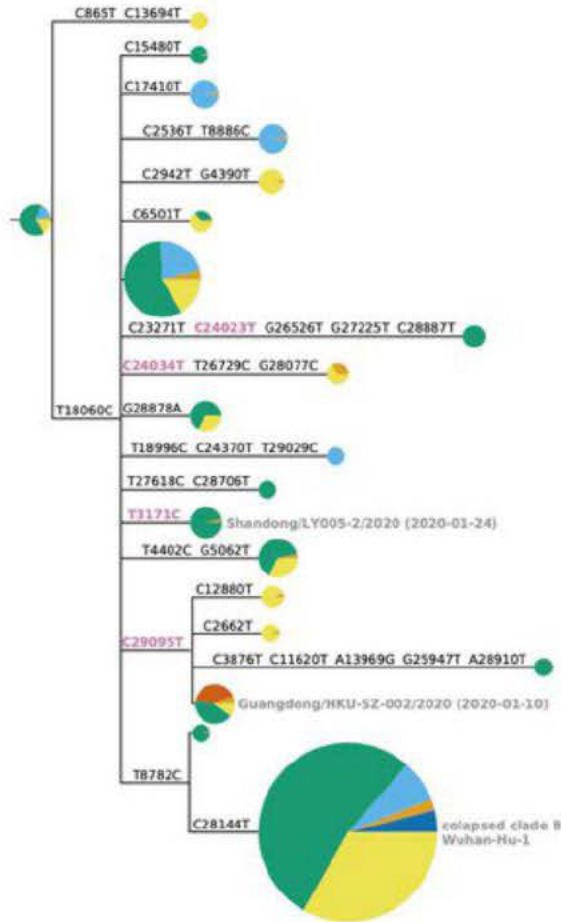 C865T C13694T
C15480T
C17410T
C2536T T8886C
C2942T G4390T
C6501T
C23271T C24023T G26526T G27225T C28887T
C24034T T26729C G28077C
T18060C
G28878A
T18996C C24370T T29029C
T27618C C28706T
T3171C
Shandong/LY005-2/2020 (2020-01-24)
T4402C G5062T
C12880T
C2662T
C29095T
C3876T C11620T A13969G G25947T A28910T
Guangdong/HKU-SZ-002/2020 (2020-01-10)
T8782C
C28144T
colapsed clade B
Wuhan-Hu-1